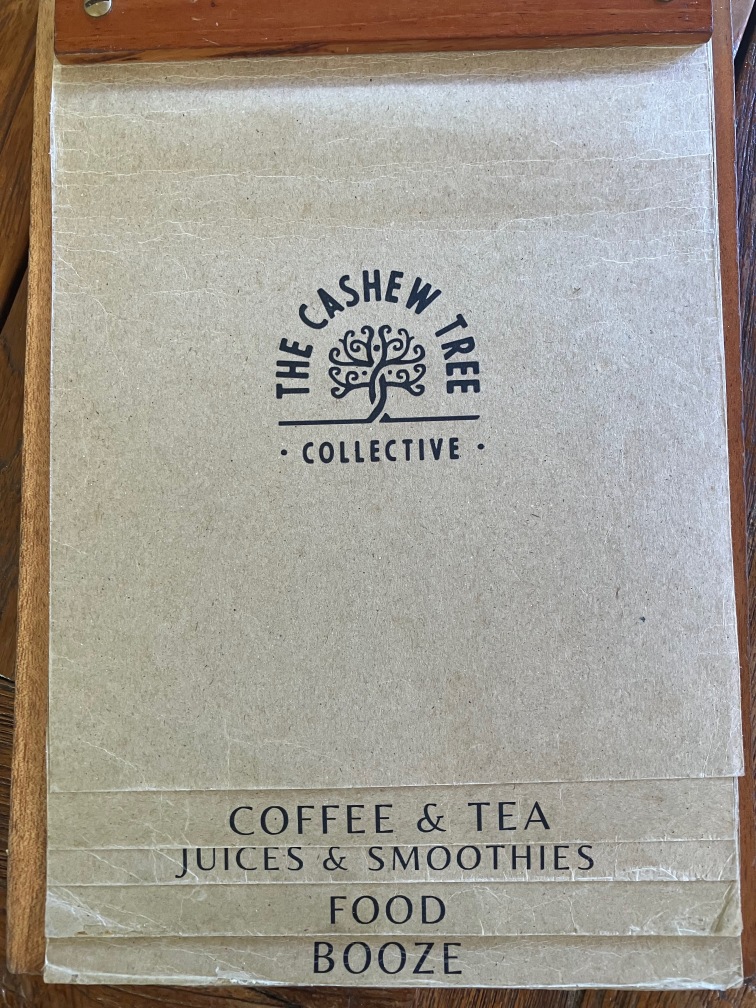 THE CASHEW TREE
· COLLECTIVE ·
COFFEE & TEA
JUICES & SMOOTHIES
FOOD
BOOZE